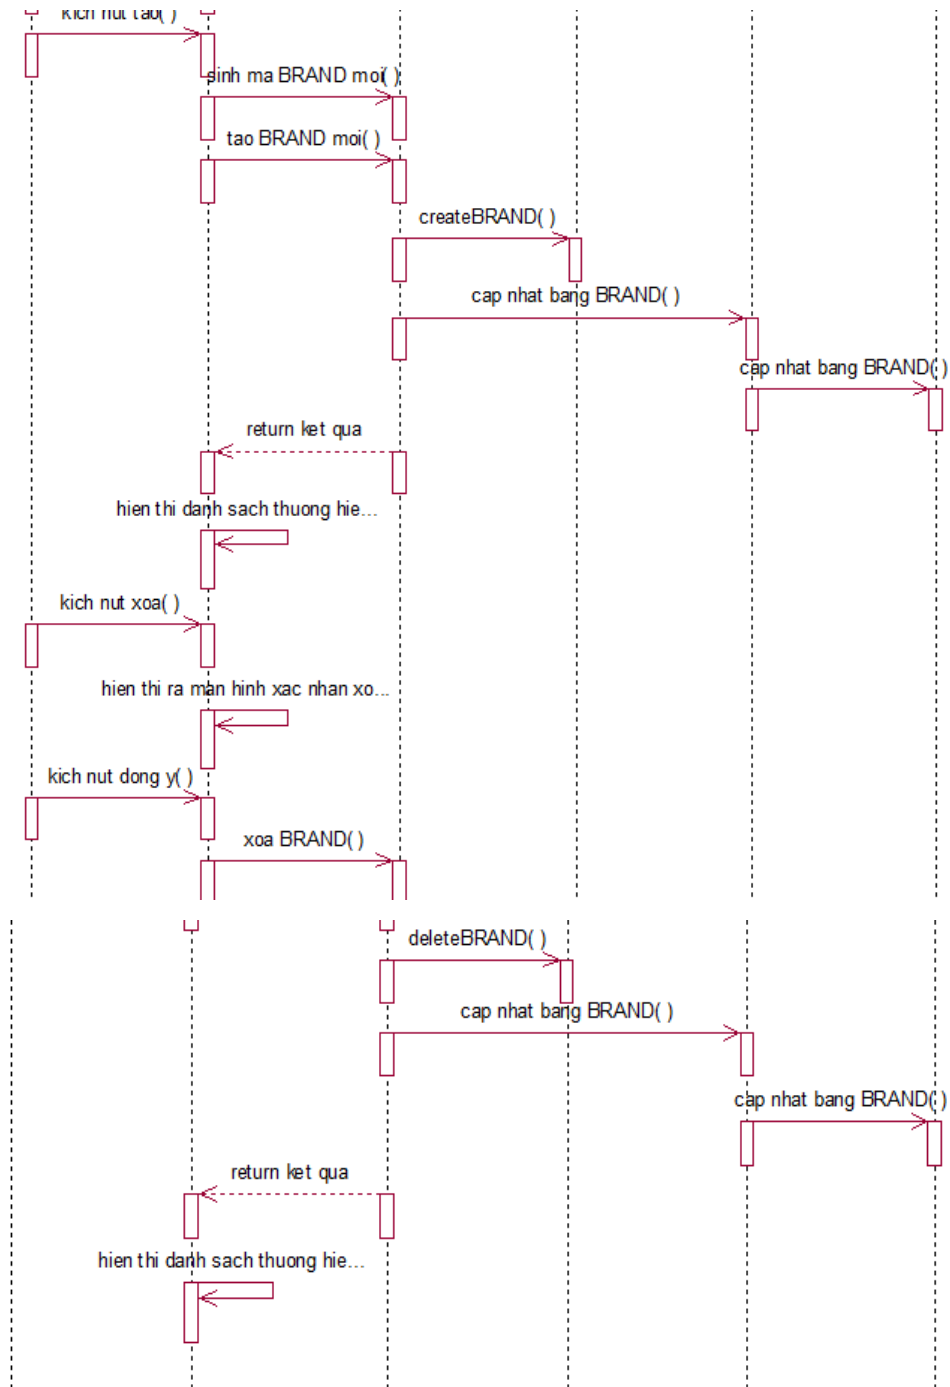 kich nut tao( )
sinh ma BRAND moi( )
tao BRAND moi( )
createBRAND( )
cap nhat bang BRAND( )
cap nhat bang BRAND( )
return ket qua
hien thi danh sach thuong hie...
kich nut xoa( )
hien thi ra man hinh xac nhan xo...
kich nut dong y( )
xoa BRAND( )
deleteBRAND( )
cap nhat bang BRAND( )
cap nhat bang BRAND( )
return ket qua
hien thi danh sach thuong hie...